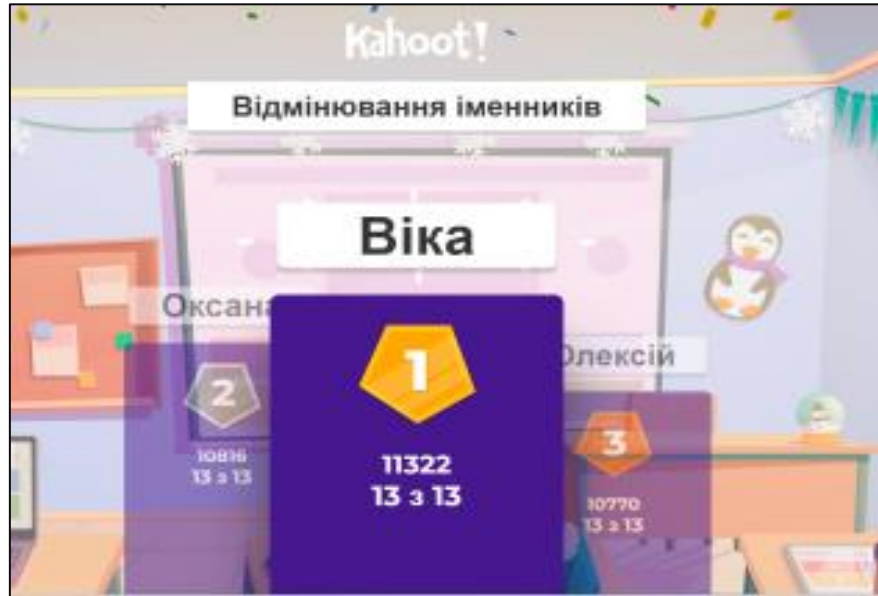 Kahoot!
Відмінювання іменників
Віка
Оксана
Олексій
1
2
3
11322
13 з 13
10816
13 з 13
10770
13 з 13